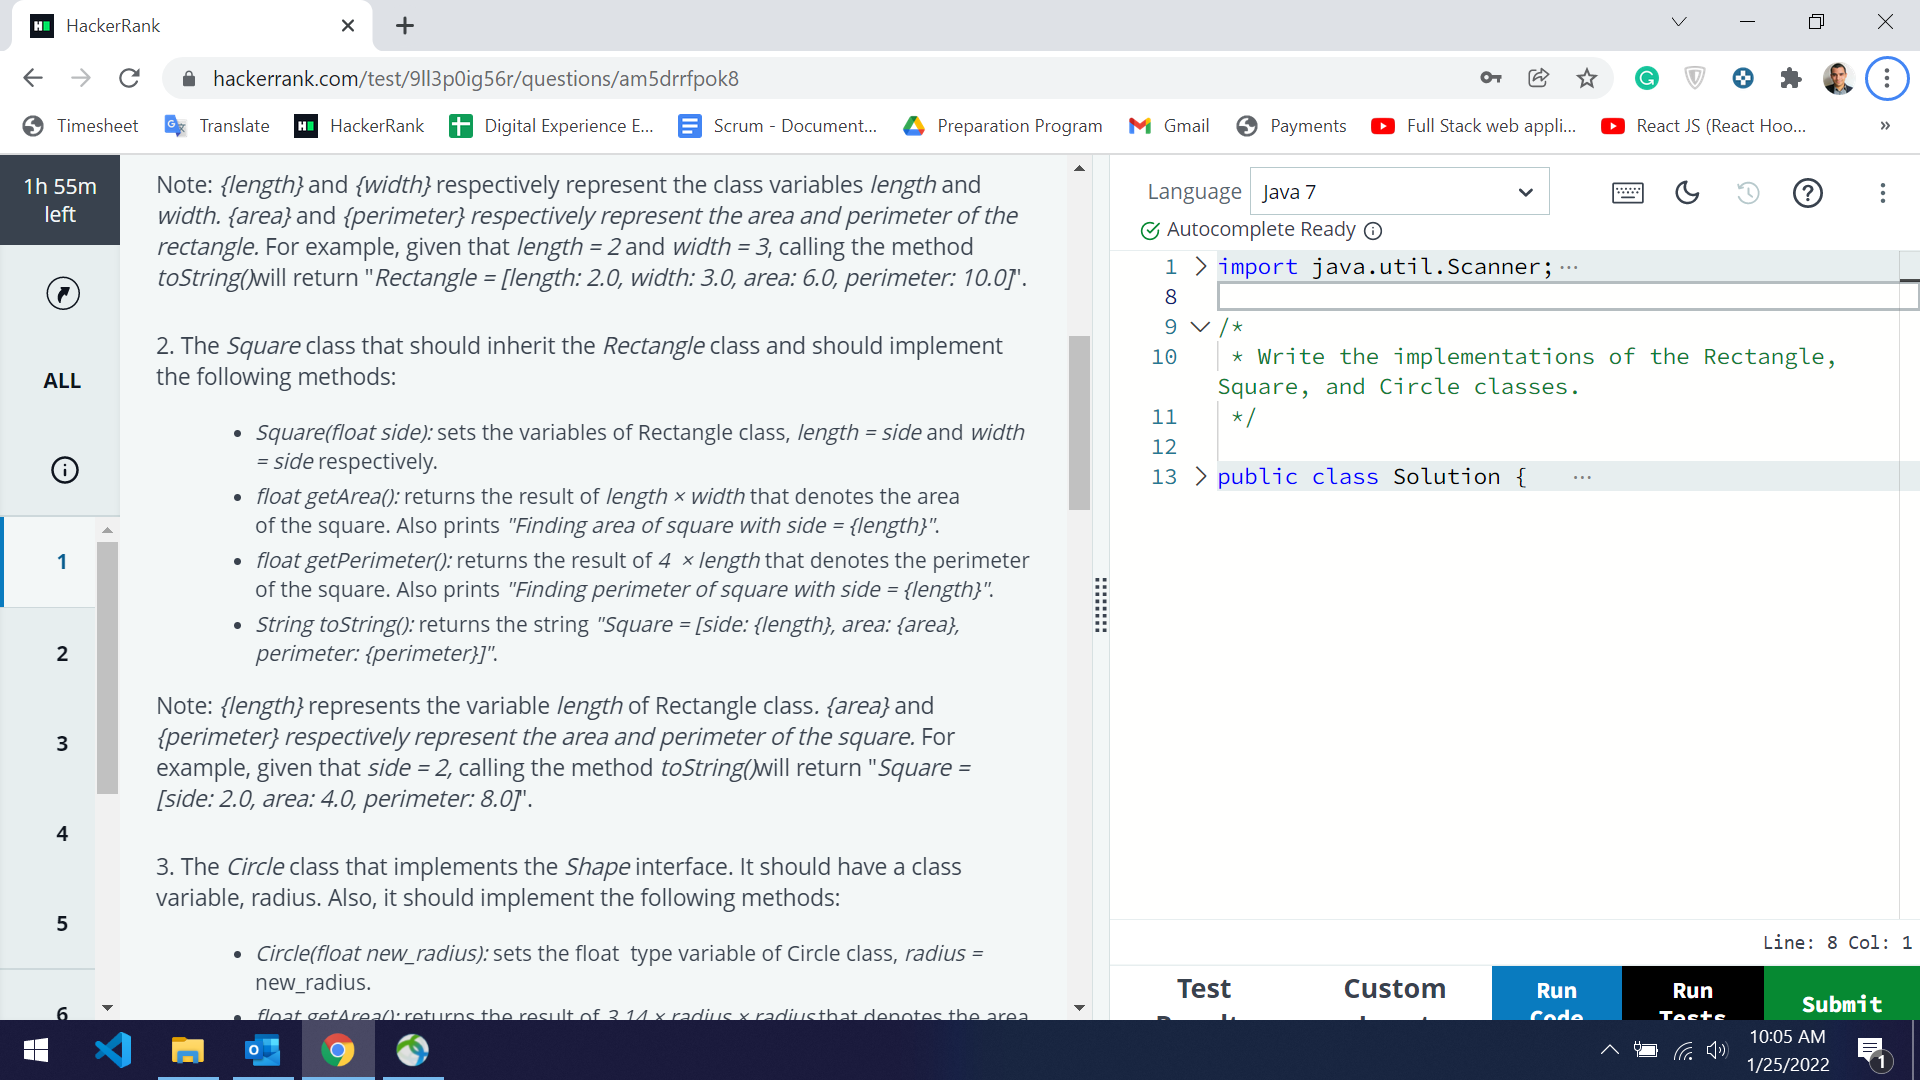 HackerRank
hackerrank.com/test/9ll3p0ig56r/questions/am5drrfpok8
Timesheet
Translate
HackerRank
Digital Experience E...
Scrum - Document...
Preparation Program
Gmail
Payments
Full Stack web appli...
React JS (React Hoo...
»
1h 55m
left
ALL
1
2
3
4
5
6
Note: {length} and {width} respectively represent the class variables length and
width. {area} and {perimeter} respectively represent the area and perimeter of the
rectangle. For example, given that length = 2 and width = 3, calling the method
toString()will return "Rectangle = [length: 2.0, width: 3.0, area: 6.0, perimeter: 10.0]".
2. The Square class that should inherit the Rectangle class and should implement
the following methods:
• Square(float side): sets the variables of Rectangle class, length = side and width
= side respectively.
• float getArea(): returns the result of length × width that denotes the area
of the square. Also prints "Finding area of square with side = {length}".
• float getPerimeter(): returns the result of 4 × length that denotes the perimeter
of the square. Also prints "Finding perimeter of square with side = {length}".
• String toString(): returns the string "Square = [side: {length}, area: {area},
perimeter: {perimeter}]".
Note: {length} represents the variable length of Rectangle class. {area} and
{perimeter} respectively represent the area and perimeter of the square. For
example, given that side = 2, calling the method toString()will return "Square =
[side: 2.0, area: 4.0, perimeter: 8.0]".
3. The Circle class that implements the Shape interface. It should have a class
variable, radius. Also, it should implement the following methods:
• Circle(float new_radius): sets the float type variable of Circle class, radius =
new_radius.
• float getArea(): returns the result of 3.14 × radius × radius that denotes the area
Language
Java 7
Autocomplete Ready
1 import java.util.Scanner; ...
8
9 /*
10 * Write the implementations of the Rectangle,
Square, and Circle classes.
11 */
12
13 public class Solution { ...
Line: 8 Col: 1
Test
Custom
Run
Code
Run
Tests
Submit
10:05 AM
1/25/2022
1